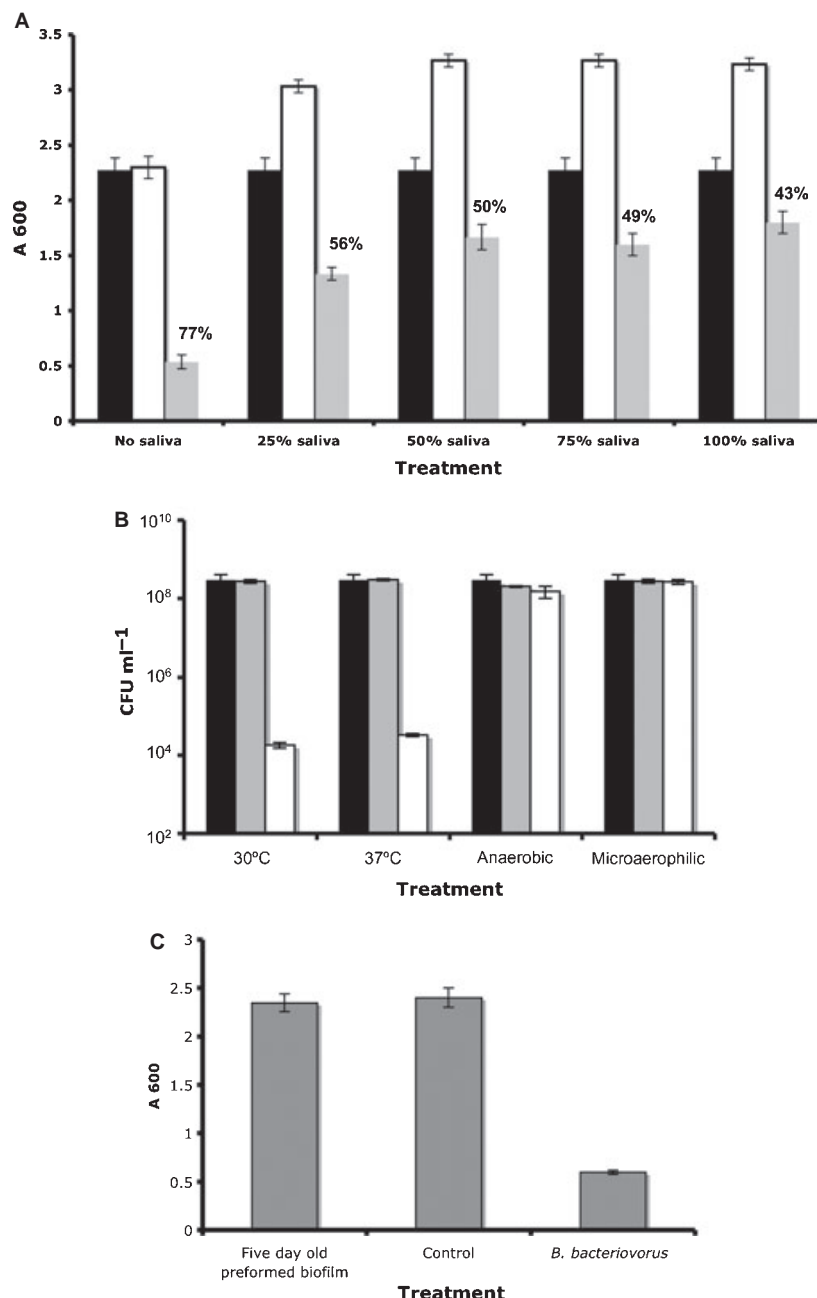 A
3.5
3
2.5
2
1.5
1
0.5
0
A 600
77%
56%
50%
49%
43%
No saliva 25% saliva 50% saliva 75% saliva 100% saliva
Treatment
B
10¹⁰
10⁸
10⁶
10⁴
10²
CFU ml⁻¹
30ºC 37ºC Anaerobic Microaerophilic
Treatment
C
3
2.5
2
1.5
1
0.5
0
A 600
Five day old Control B. bacteriovorus
preformed biofilm
Treatment